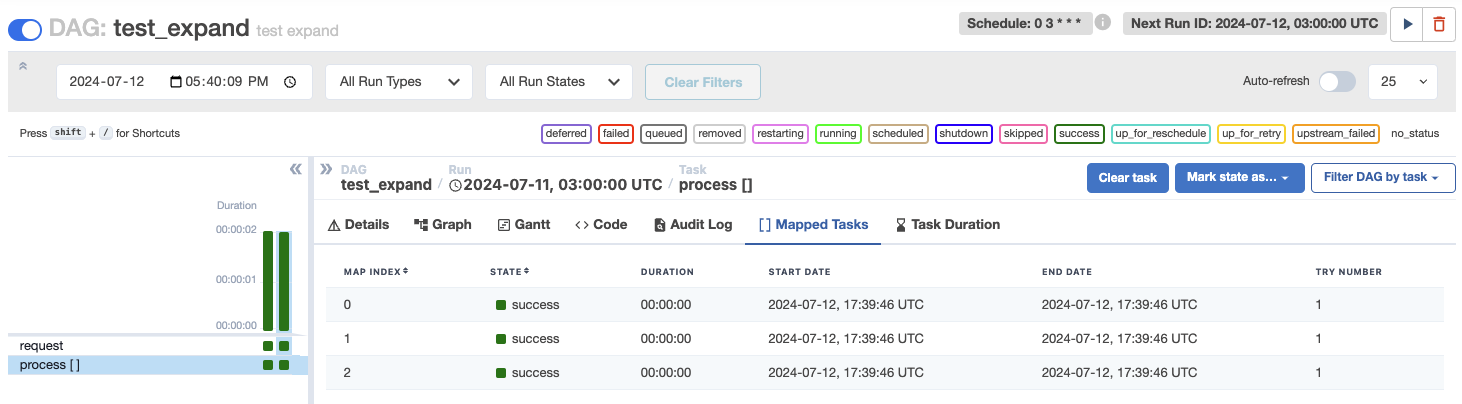 DAG: test_expand test expand Schedule: 0 3 * * * i Next Run ID: 2024-07-12, 03:00:00 UTC
2024-07-12 05:40:09 PM All Run Types All Run States Clear Filters Auto-refresh 25
Press shift + / for Shortcuts deferred failed queued removed restarting running scheduled shutdown skipped success up_for_reschedule up_for_retry upstream_failed no_status
DAG Run Task
test_expand / 2024-07-11, 03:00:00 UTC / process [] Clear task Mark state as... Filter DAG by task
Duration
00:00:02
00:00:01
00:00:00
request
process [ ]
Details Graph Gantt Code Audit Log [ ] Mapped Tasks Task Duration
MAP INDEX STATE DURATION START DATE END DATE TRY NUMBER
0 success 00:00:00 2024-07-12, 17:39:46 UTC 2024-07-12, 17:39:46 UTC 1
1 success 00:00:00 2024-07-12, 17:39:46 UTC 2024-07-12, 17:39:46 UTC 1
2 success 00:00:00 2024-07-12, 17:39:46 UTC 2024-07-12, 17:39:46 UTC 1